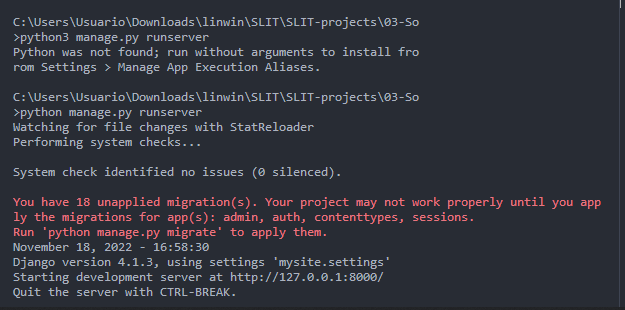 C:\Users\Usuario\Downloads\linwin\SLIT\SLIT-projects\03-So
>python3 manage.py runserver
Python was not found; run without arguments to install fro
rom Settings > Manage App Execution Aliases.
C:\Users\Usuario\Downloads\linwin\SLIT\SLIT-projects\03-So
>python manage.py runserver
Watching for file changes with StatReloader
Performing system checks...
System check identified no issues (0 silenced).
You have 18 unapplied migration(s). Your project may not work properly until you app
ly the migrations for app(s): admin, auth, contenttypes, sessions.
Run 'python manage.py migrate' to apply them.
November 18, 2022 - 16:58:30
Django version 4.1.3, using settings 'mysite.settings'
Starting development server at http://127.0.0.1:8000/
Quit the server with CTRL-BREAK.